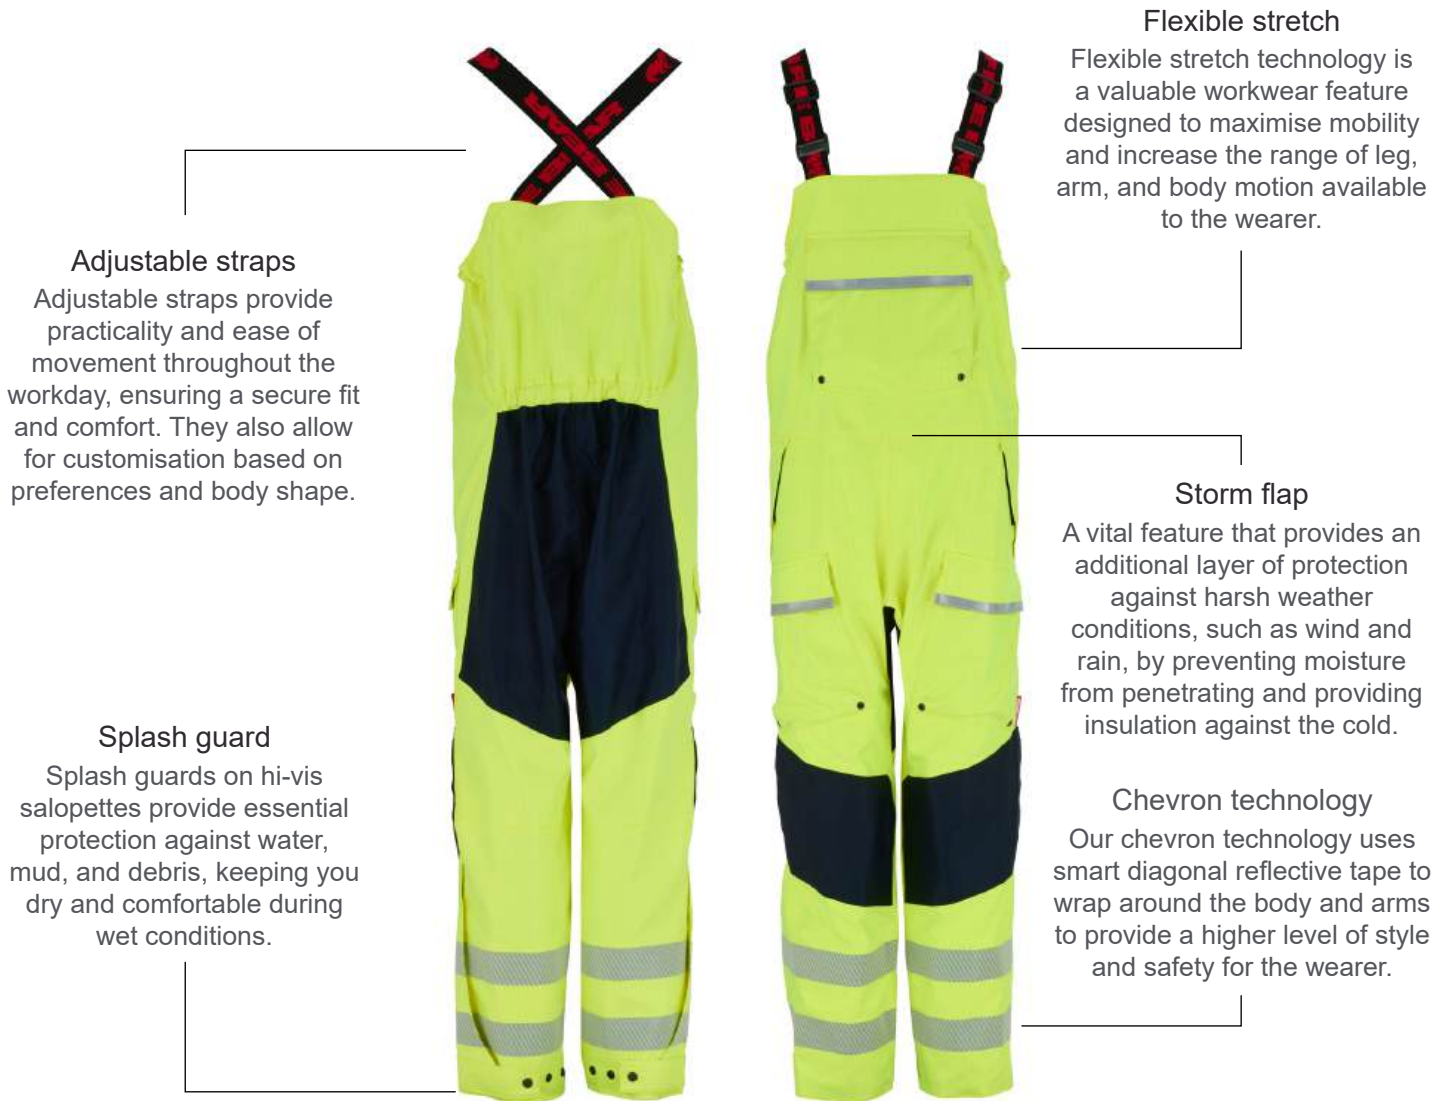 Flexible stretch
Flexible stretch technology is
a valuable workwear feature
designed to maximise mobility
and increase the range of leg,
arm, and body motion available
to the wearer.
Adjustable straps
Adjustable straps provide
practicality and ease of
movement throughout the
workday, ensuring a secure fit
and comfort. They also allow
for customisation based on
preferences and body shape.
Storm flap
A vital feature that provides an
additional layer of protection
against harsh weather
conditions, such as wind and
rain, by preventing moisture
from penetrating and providing
insulation against the cold.
Splash guard
Splash guards on hi-vis
salopettes provide essential
protection against water,
mud, and debris, keeping you
dry and comfortable during
wet conditions.
Chevron technology
Our chevron technology uses
smart diagonal reflective tape to
wrap around the body and arms
to provide a higher level of style
and safety for the wearer.